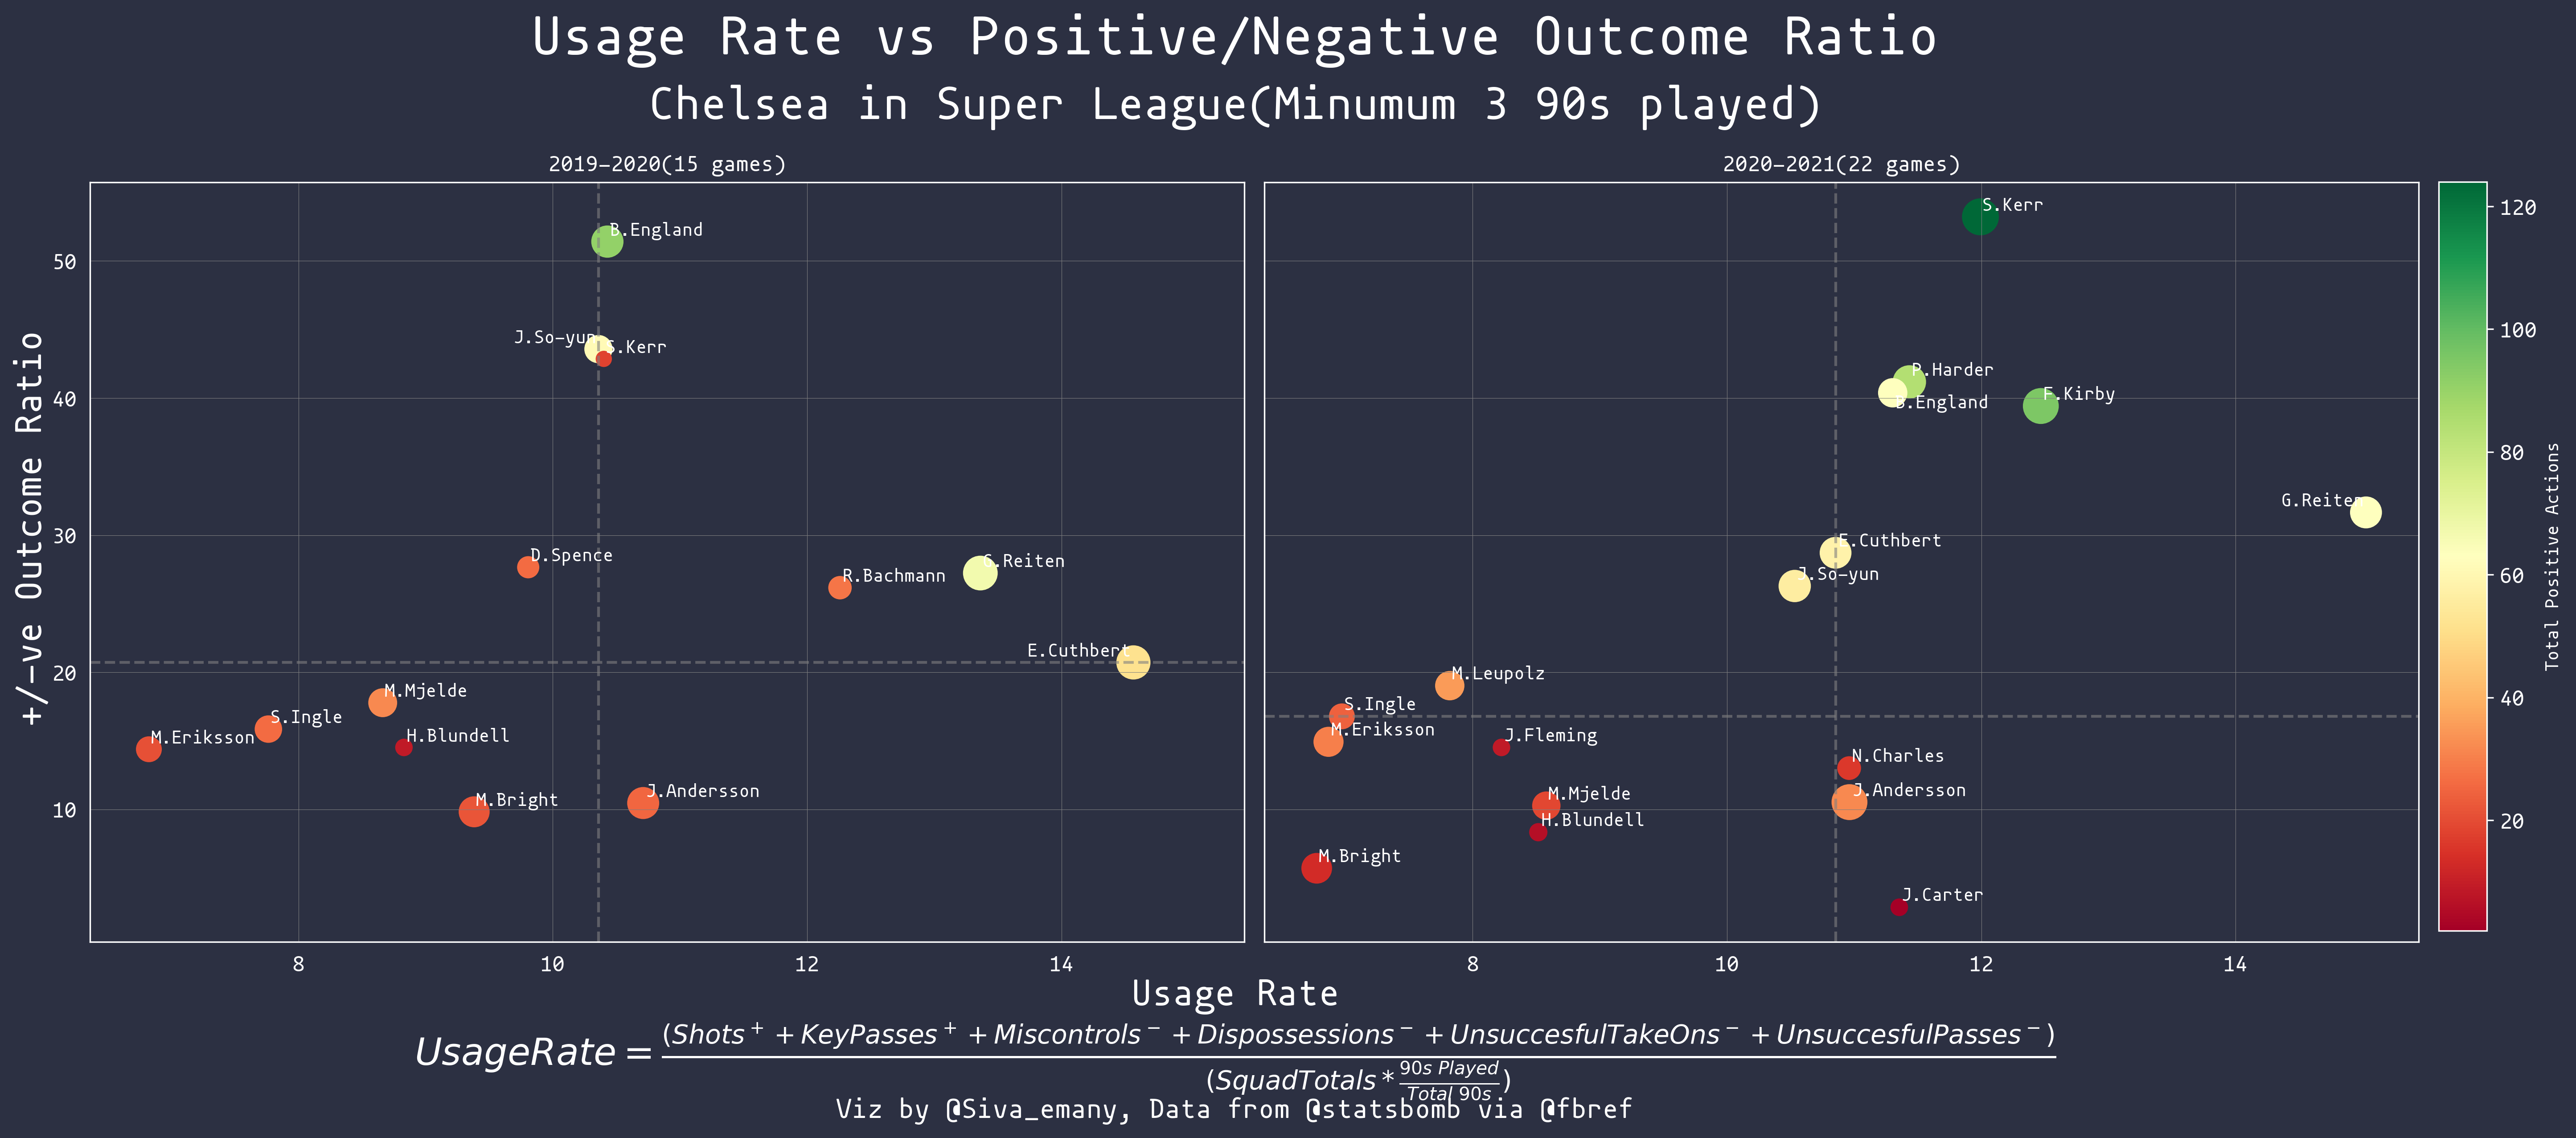 Usage Rate vs Positive/Negative Outcome Ratio
Chelsea in Super League(Minumum 3 90s played)
2019-2020(15 games)
2020-2021(22 games)
+/-ve Outcome Ratio
50
40
30
20
10
B.England
J.So-yun
S.Kerr
D.Spence
R.Bachmann
G.Reiten
E.Cuthbert
M.Mjelde
S.Ingle
M.Eriksson
H.Blundell
M.Bright
J.Andersson
8 10 12 14
S.Kerr
P.Harder
B.England
F.Kirby
G.Reiten
E.Cuthbert
J.So-yun
M.Leupolz
S.Ingle
M.Eriksson
J.Fleming
N.Charles
M.Mjelde
J.Andersson
H.Blundell
M.Bright
J.Carter
8 10 12 14
120
100
80
60
40
20
Total Positive Actions
Usage Rate
UsageRate = (Shots⁺ + KeyPasses⁺ + Miscontrols⁻ + Dispossessions⁻ + UnsuccesfulTakeOns⁻ + UnsuccesfulPasses⁻)
(SquadTotals * 90s Played / Total 90s)
Viz by @Siva_emany, Data from @statsbomb via @fbref